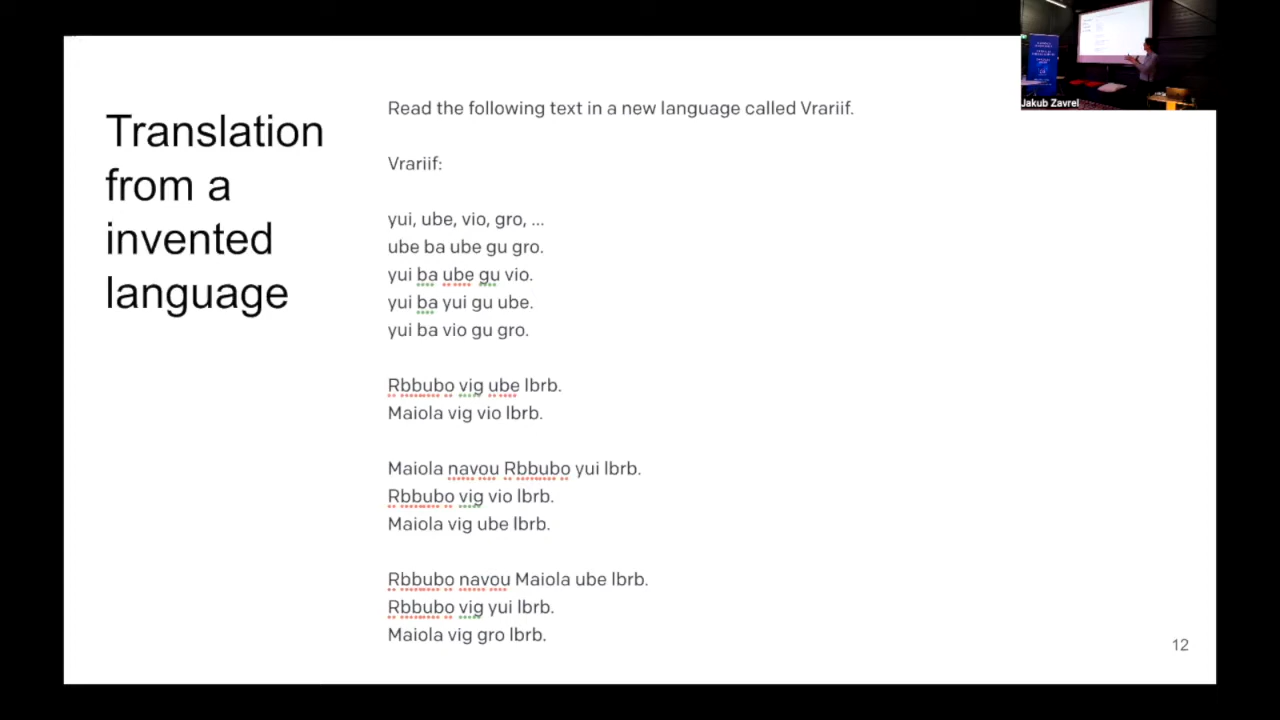 Translation
from a
invented
language
Read the following text in a new language called Vrariif.
Vrariif:
yui, ube, vio, gro, ...
ube ba ube gu gro.
yui ba ube gu vio.
yui ba yui gu ube.
yui ba vio gu gro.
Rbbubo vig ube lbrb.
Maiola vig vio lbrb.
Maiola navou Rbbubo yui lbrb.
Rbbubo vig vio lbrb.
Maiola vig ube lbrb.
Rbbubo navou Maiola ube lbrb.
Rbbubo vig yui lbrb.
Maiola vig gro lbrb.
12
Jakub Zavrel